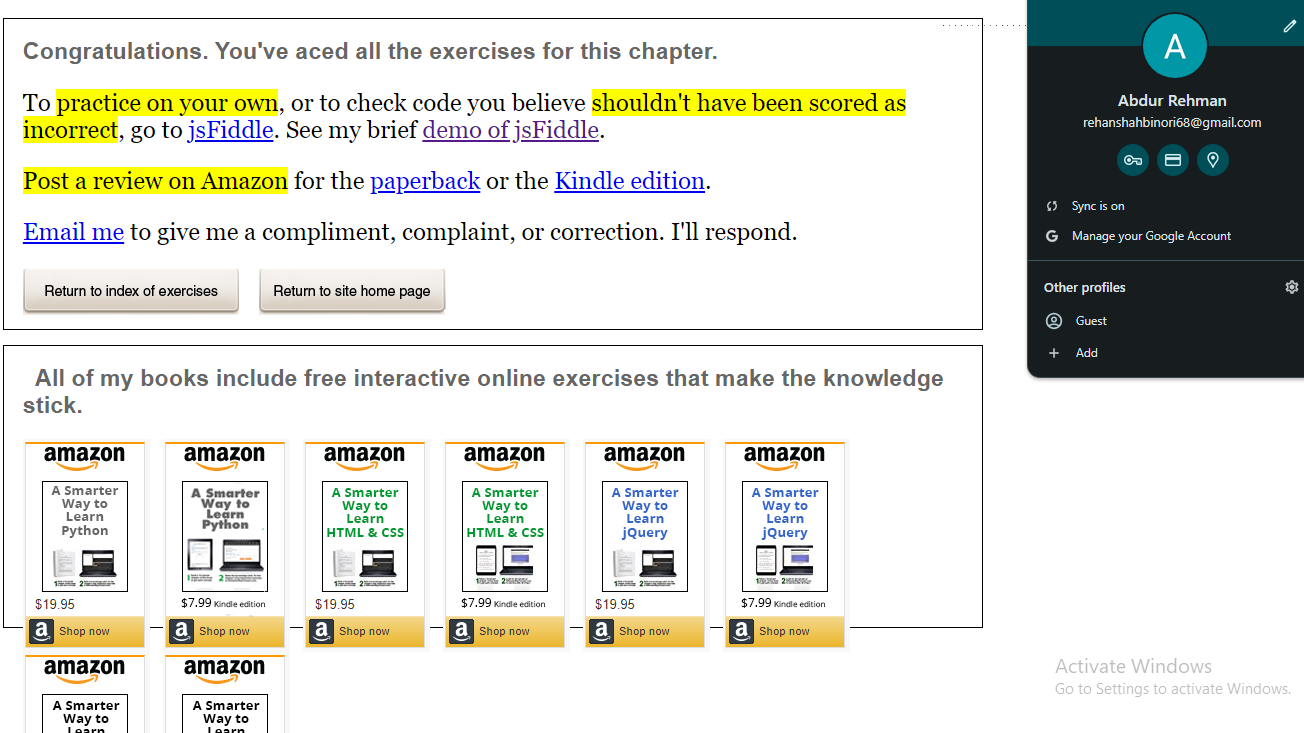 Congratulations. You've aced all the exercises for this chapter.
To practice on your own, or to check code you believe shouldn't have been scored as
incorrect, go to jsFiddle. See my brief demo of jsFiddle.
Post a review on Amazon for the paperback or the Kindle edition.
Email me to give me a compliment, complaint, or correction. I'll respond.
Return to index of exercises
Return to site home page
All of my books include free interactive online exercises that make the knowledge
stick.
amazon
A Smarter
Way to
Learn
Python
$19.95
Shop now
amazon
A Smarter
Way to
Learn
Python
$7.99 Kindle edition
Shop now
amazon
A Smarter
Way to
Learn
HTML & CSS
$19.95
Shop now
amazon
A Smarter
Way to
Learn
HTML & CSS
$7.99 Kindle edition
Shop now
amazon
A Smarter
Way to
Learn
jQuery
$19.95
Shop now
amazon
A Smarter
Way to
Learn
jQuery
$7.99 Kindle edition
Shop now
amazon
A Smarter
Way to
Learn
amazon
A Smarter
Way to
Learn
A
Abdur Rehman
rehanshahbinori68@gmail.com
Sync is on
Manage your Google Account
Other profiles
Guest
Add
Activate Windows
Go to Settings to activate Windows.